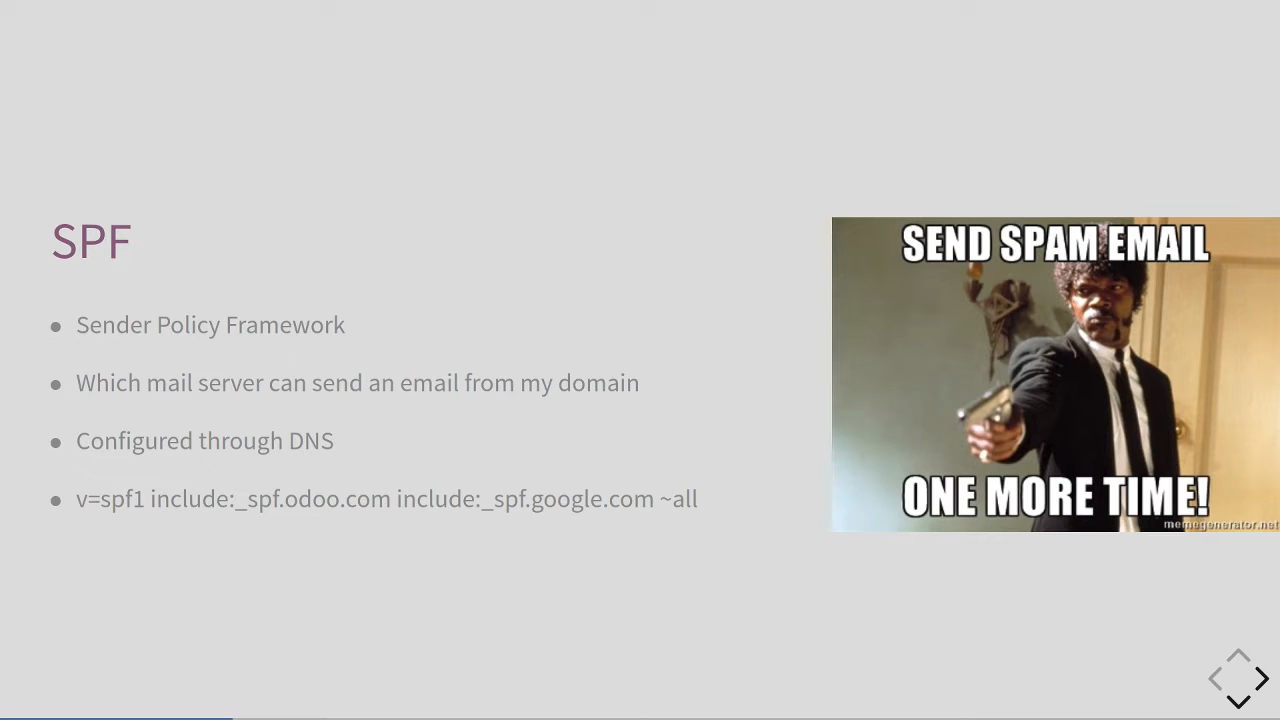 SPF
Sender Policy Framework
Which mail server can send an email from my domain
Configured through DNS
v=spf1 include:_spf.odoo.com include:_spf.google.com ~all
SEND SPAM EMAIL
ONE MORE TIME!
memegenerator.net